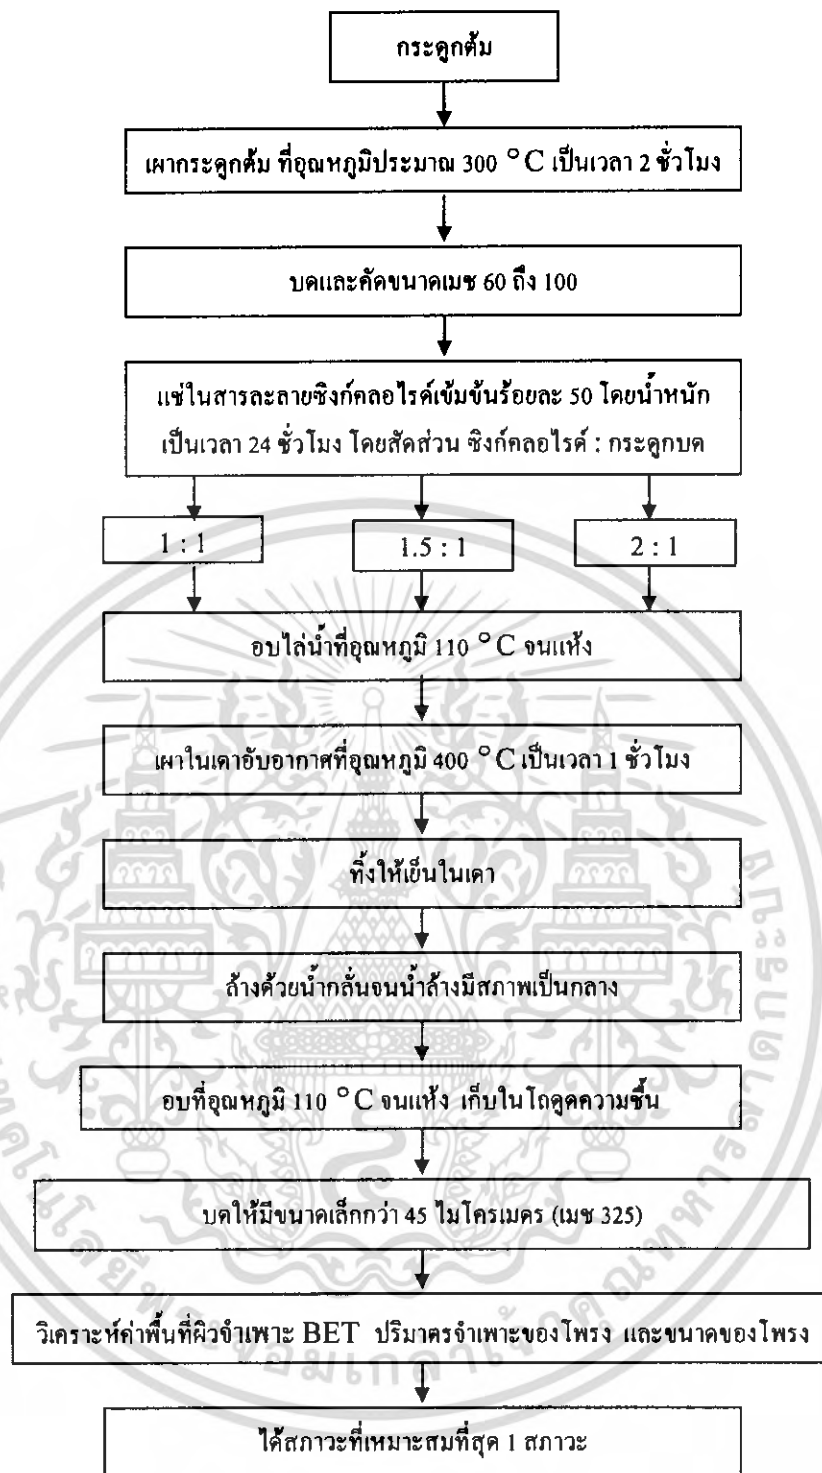 กระดูกต้ม
เผากระดูกต้ม ที่อุณหภูมิประมาณ 300 °C เป็นเวลา 2 ชั่วโมง
บดและคัดขนาดเมช 60 ถึง 100
แช่ในสารละลายซิงก์คลอไรด์เข้มข้นร้อยละ 50 โดยน้ำหนัก
เป็นเวลา 24 ชั่วโมง โดยสัดส่วน ซิงก์คลอไรด์ : กระดูกบด
1 : 1
1.5 : 1
2 : 1
อบไล่น้ำที่อุณหภูมิ 110 °C จนแห้ง
เผาในเตาอับอากาศที่อุณหภูมิ 400 °C เป็นเวลา 1 ชั่วโมง
ทิ้งให้เย็นในเตา
ล้างด้วยน้ำกลั่นจนน้ำล้างมีสภาพเป็นกลาง
อบที่อุณหภูมิ 110 °C จนแห้ง เก็บในโถดูดความชื้น
บดให้มีขนาดเล็กกว่า 45 ไมโครเมตร (เมช 325)
วิเคราะห์ค่าพื้นที่ผิวจำเพาะ BET ปริมาตรจำเพาะของโพรง และขนาดของโพรง
ได้สภาวะที่เหมาะสมที่สุด 1 สภาวะ